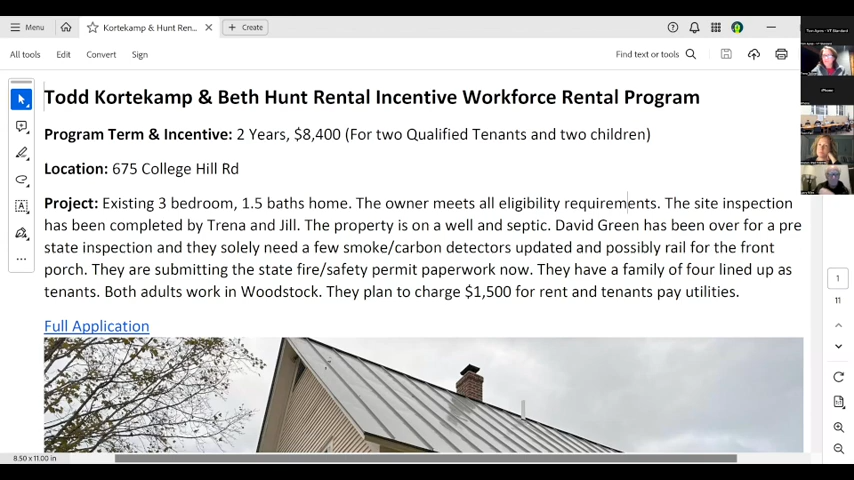 Menu
Kortekamp & Hunt Ren...
Create
All tools
Edit
Convert
Sign
Find text or tools
Todd Kortekamp & Beth Hunt Rental Incentive Workforce Rental Program
Program Term & Incentive: 2 Years, $8,400 (For two Qualified Tenants and two children)
Location: 675 College Hill Rd
Project: Existing 3 bedroom, 1.5 baths home. The owner meets all eligibility requirements. The site inspection
has been completed by Trena and Jill. The property is on a well and septic. David Green has been over for a pre
state inspection and they solely need a few smoke/carbon detectors updated and possibly rail for the front
porch. They are submitting the state fire/safety permit paperwork now. They have a family of four lined up as
tenants. Both adults work in Woodstock. They plan to charge $1,500 for rent and tenants pay utilities.
Full Application
1
11
8.50 x 11.00 in